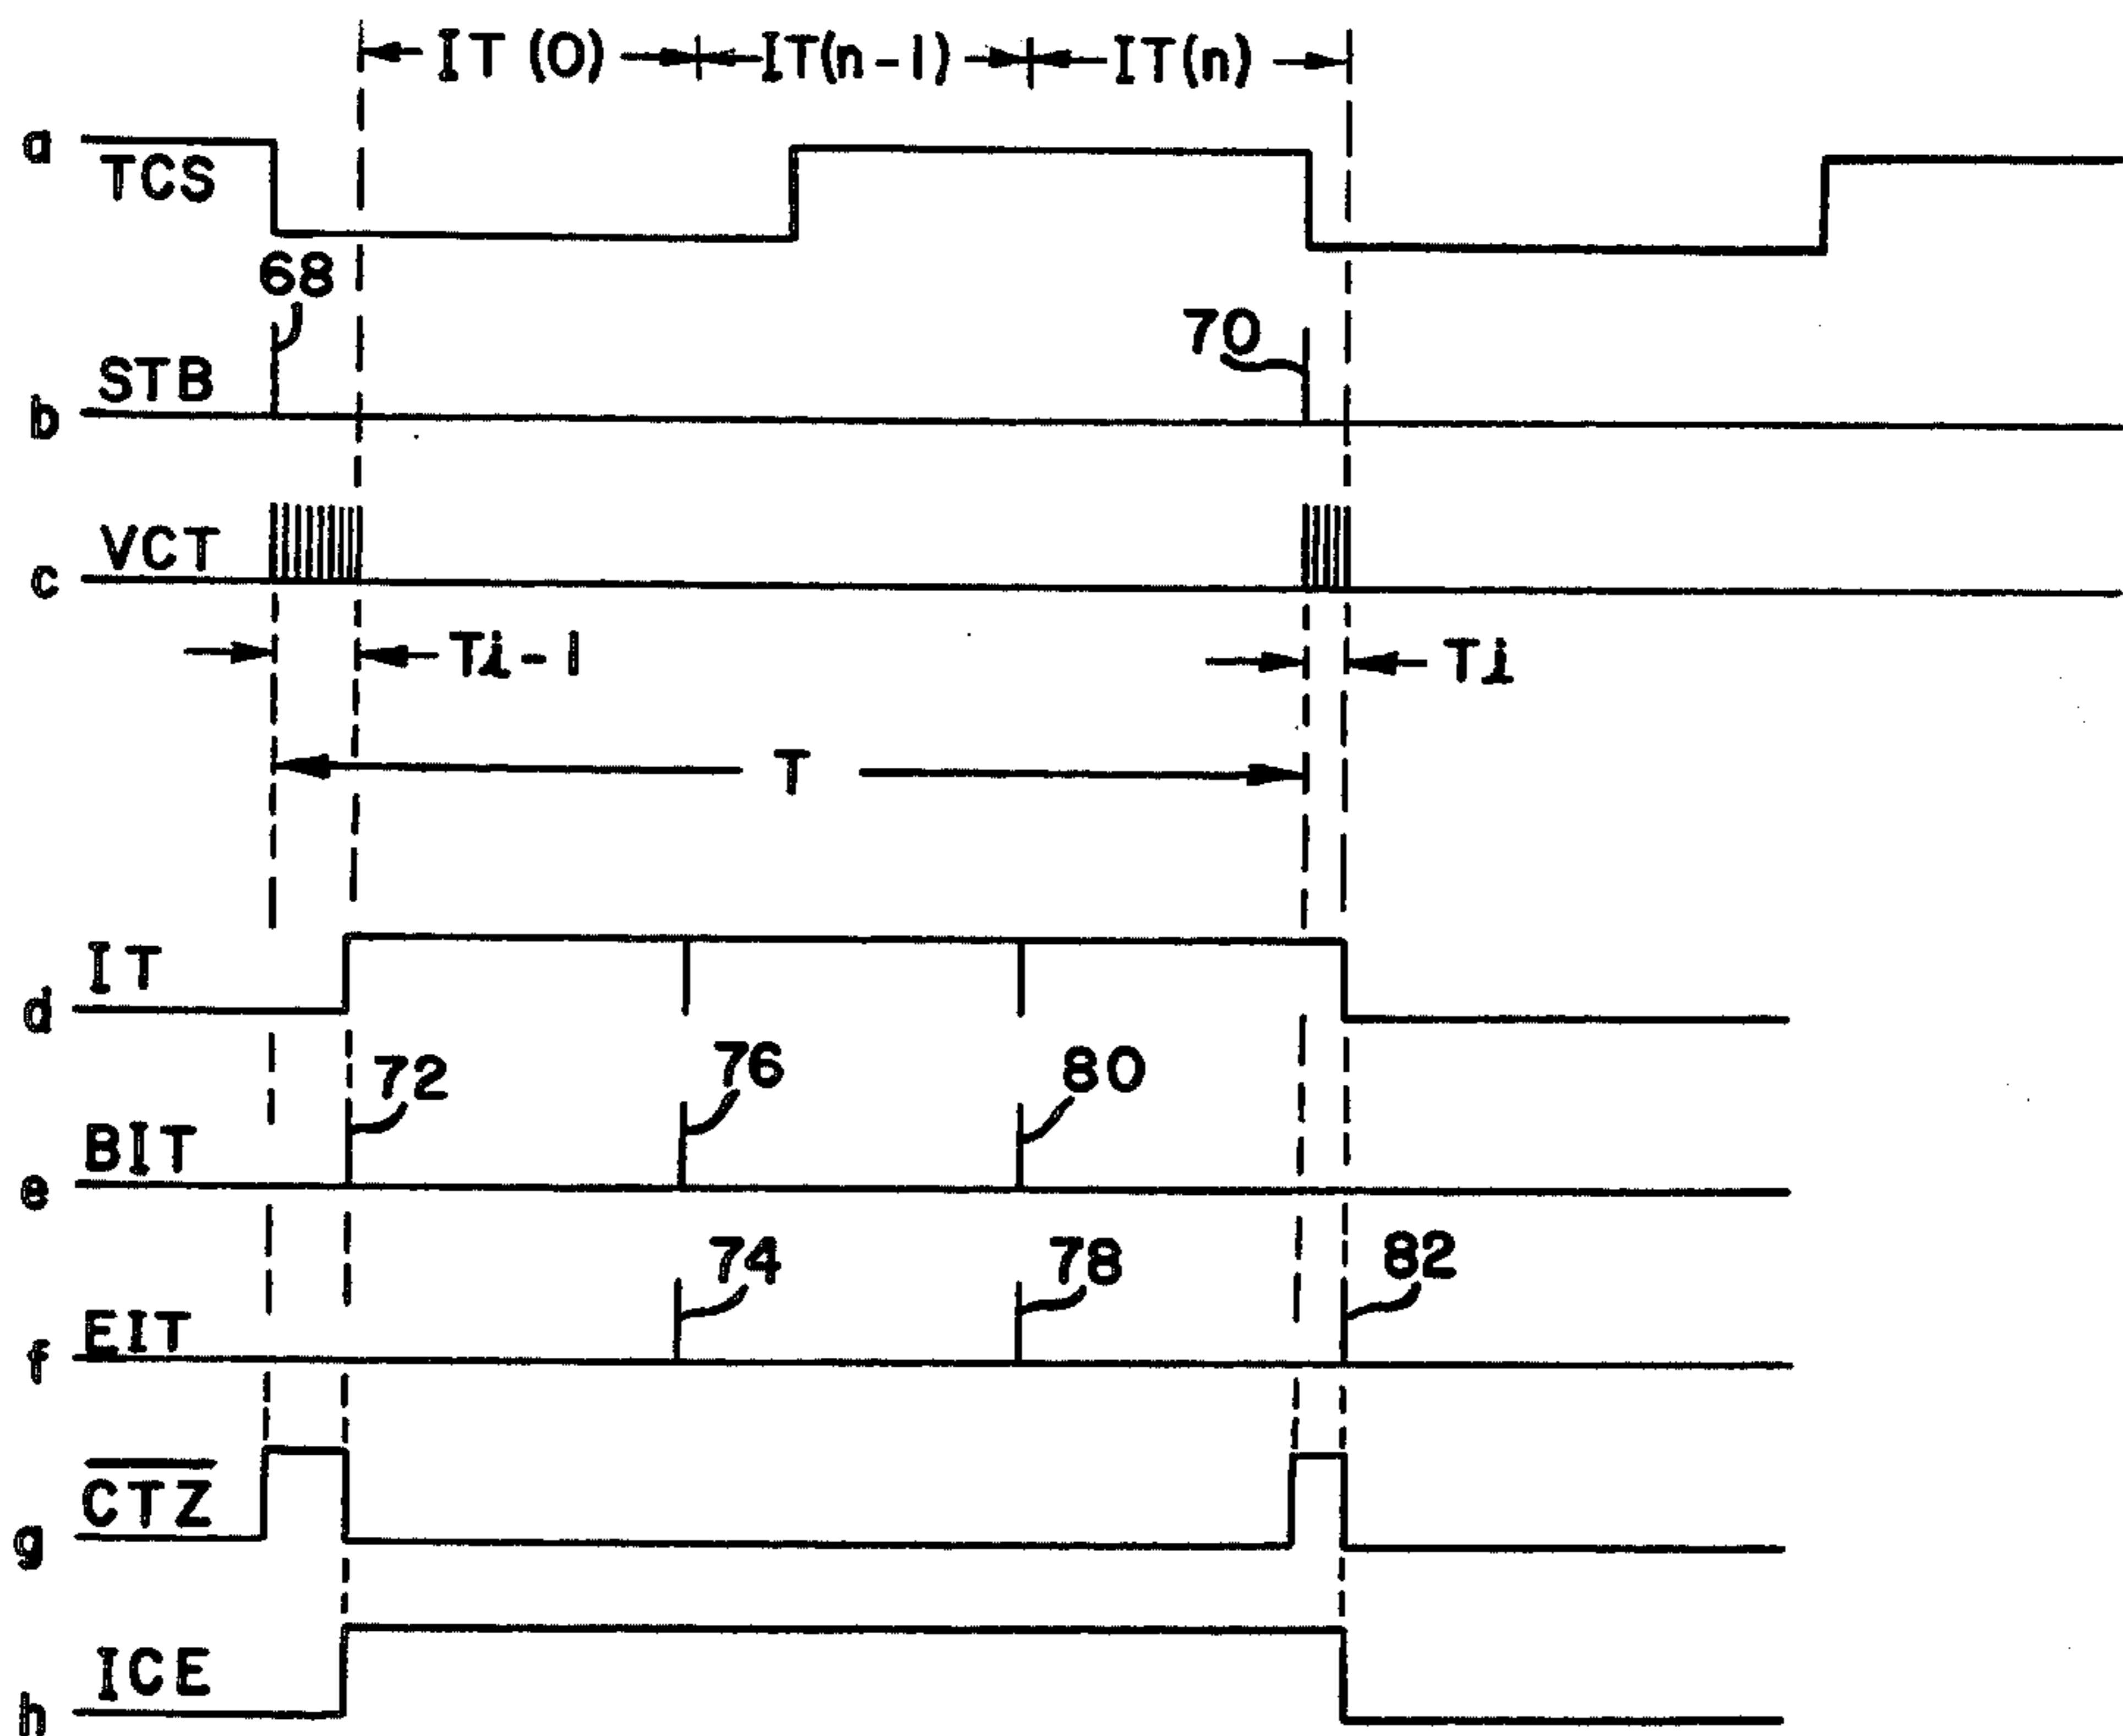 IT (0) IT(n-1) IT(n)
a TCS
68
70
b STB
c VCT
Ti-1 Ti
T
d IT
72 76 80
e BIT
74 78 82
f EIT
g CTZ
h ICE